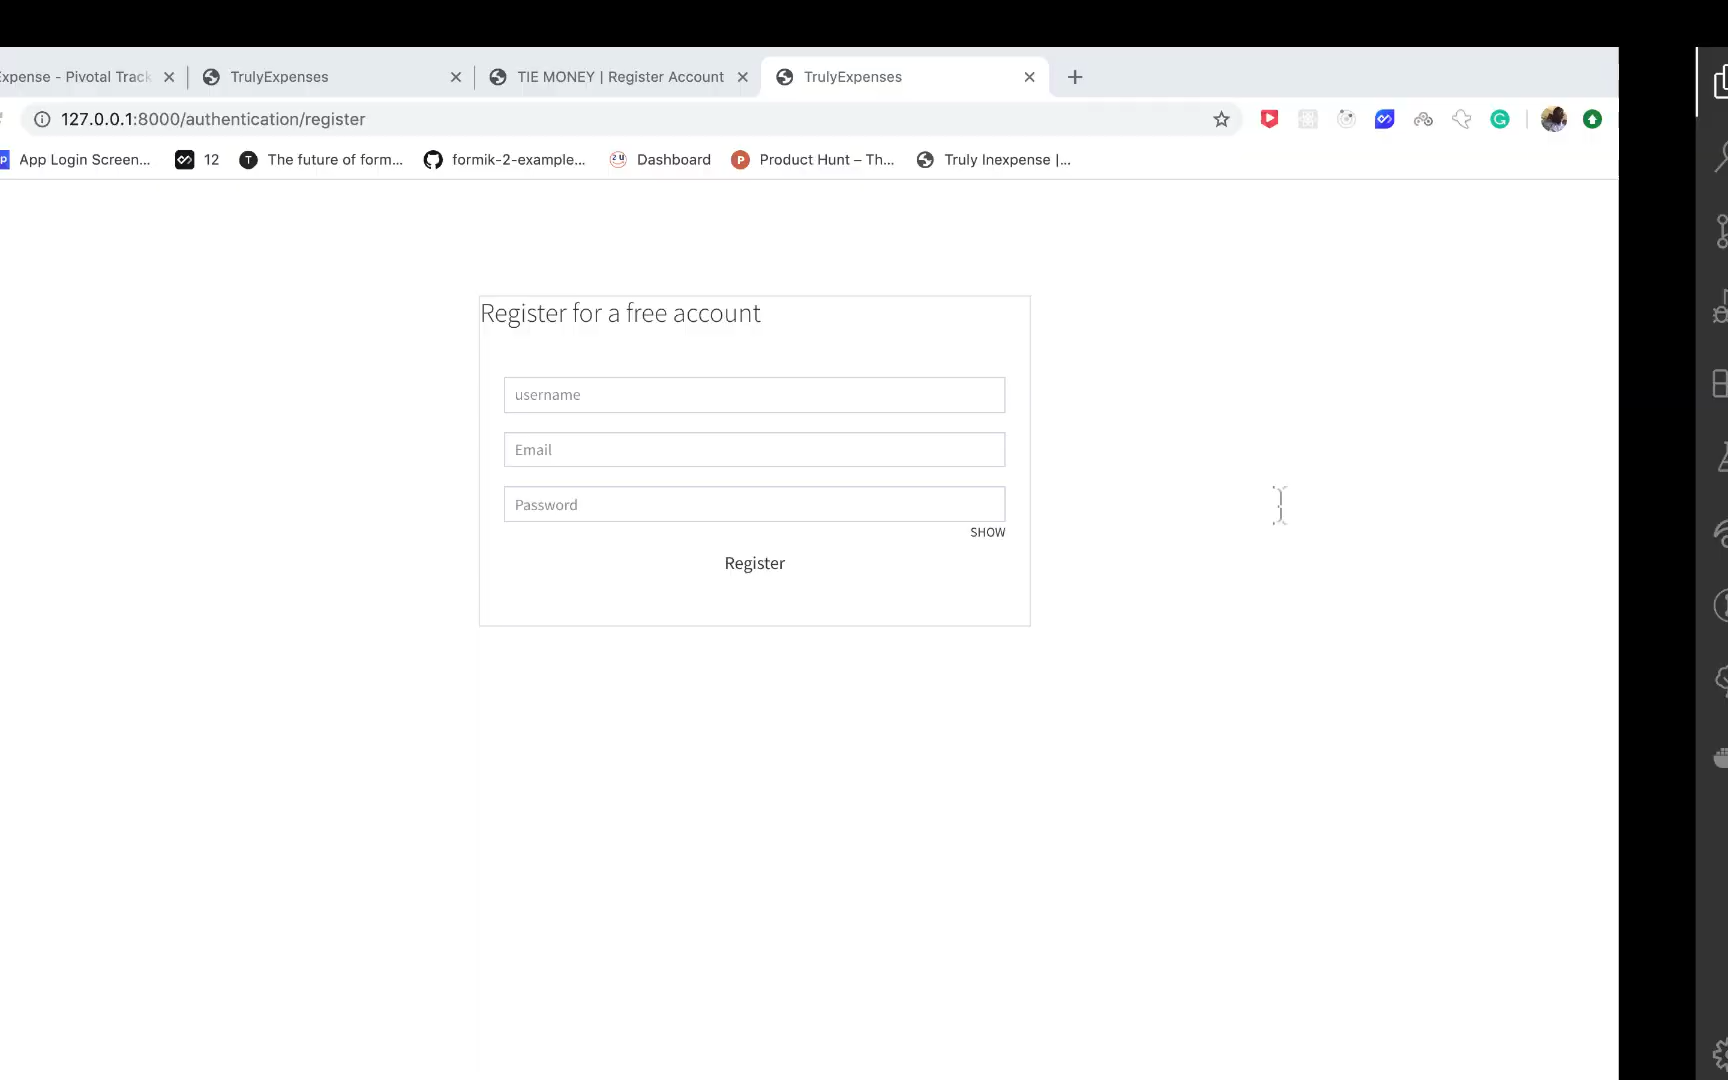 Expense - Pivotal Track
TrulyExpenses
TIE MONEY | Register Account
TrulyExpenses
127.0.0.1:8000/authentication/register
App Login Screen...
12
The future of form...
formik-2-example...
Dashboard
Product Hunt – Th...
Truly Inexpense |...
Register for a free account
username
Email
Password
SHOW
Register